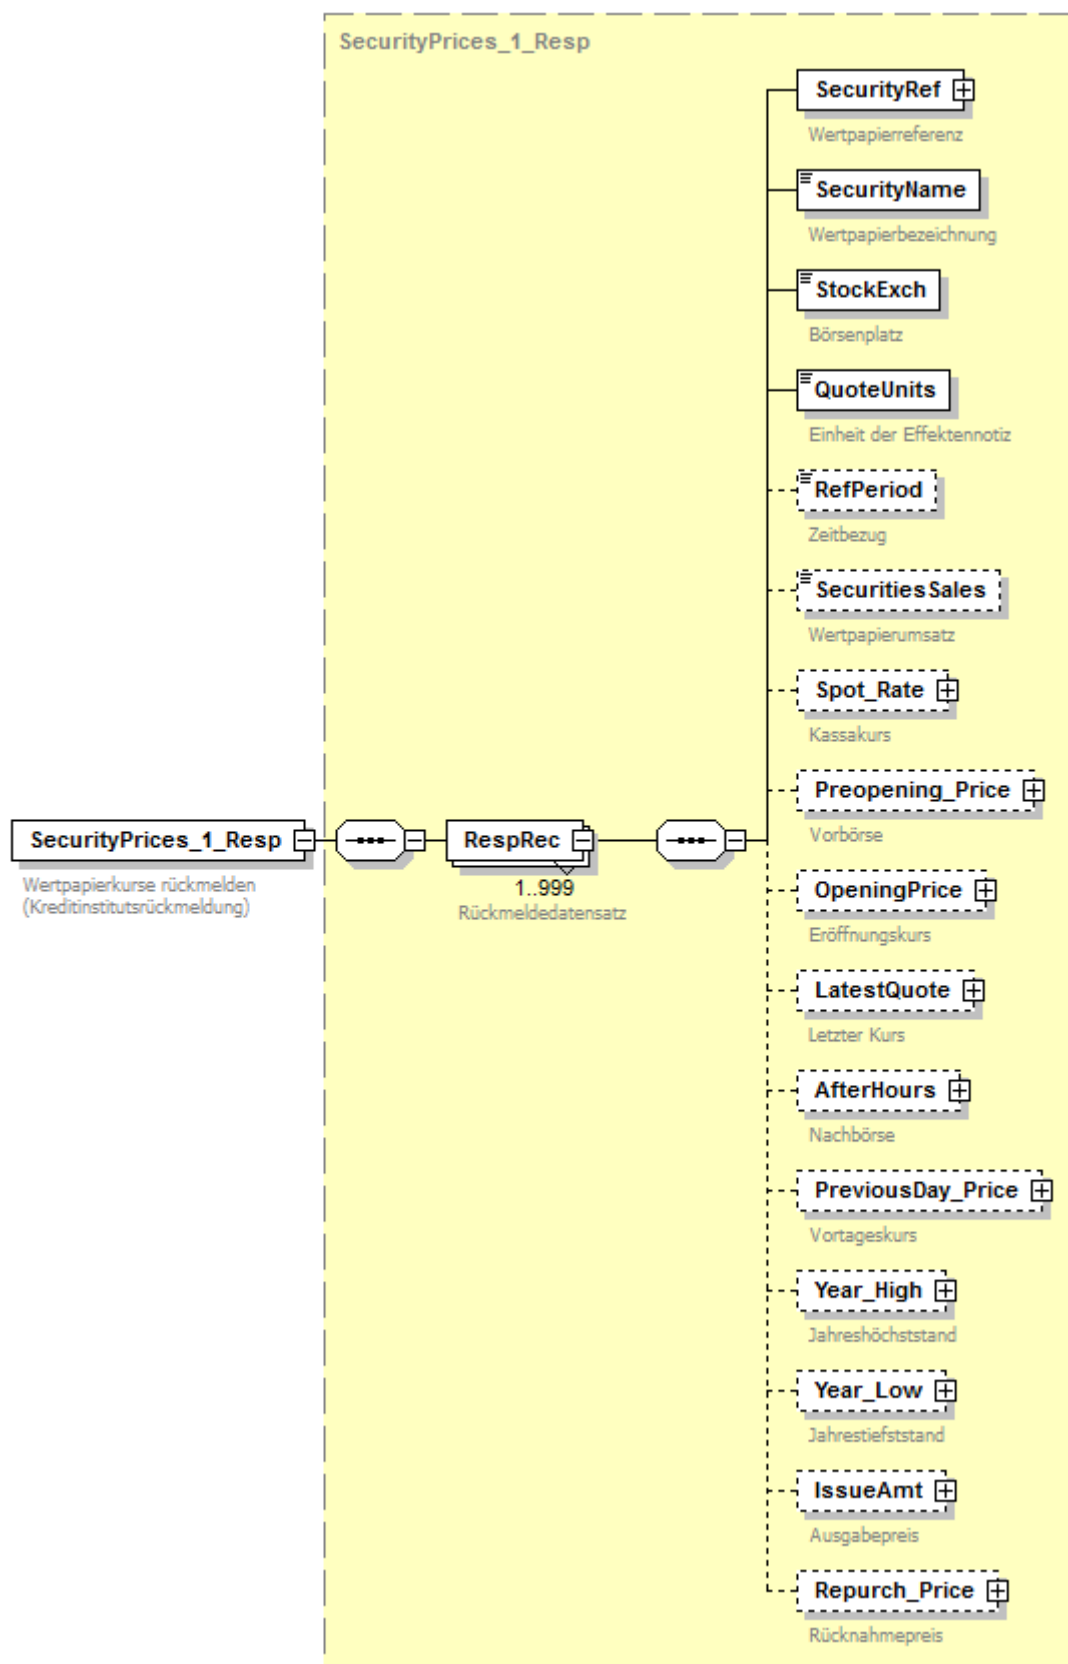 SecurityPrices_1_Resp
SecurityRef
Wertpapierreferenz
SecurityName
Wertpapierbezeichnung
StockExch
Börsenplatz
QuoteUnits
Einheit der Effektennotiz
RefPeriod
Zeitbezug
SecuritiesSales
Wertpapierumsatz
Spot_Rate
Kassakurs
Preopening_Price
Vorbörse
SecurityPrices_1_Resp
Wertpapierkurse rückmelden
(Kreditinstitutsrückmeldung)
RespRec
1..999
Rückmeldedatensatz
OpeningPrice
Eröffnungskurs
LatestQuote
Letzter Kurs
AfterHours
Nachbörse
PreviousDay_Price
Vortageskurs
Year_High
Jahreshöchststand
Year_Low
Jahrestiefststand
IssueAmt
Ausgabepreis
Repurch_Price
Rücknahmepreis